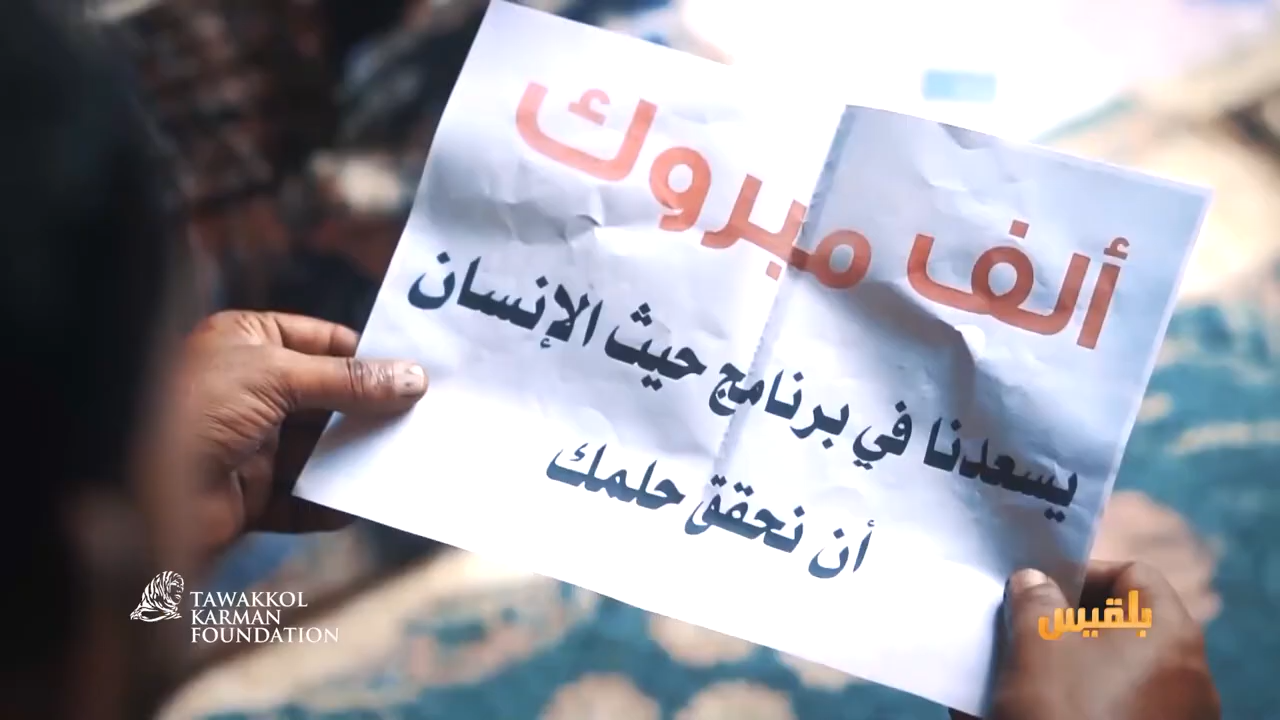 ألف مبروك
يسعدنا في برنامج حيث الإنسان
أن نحقق حلمك
TAWAKKOL
KARMAN
FOUNDATION
بلقيس